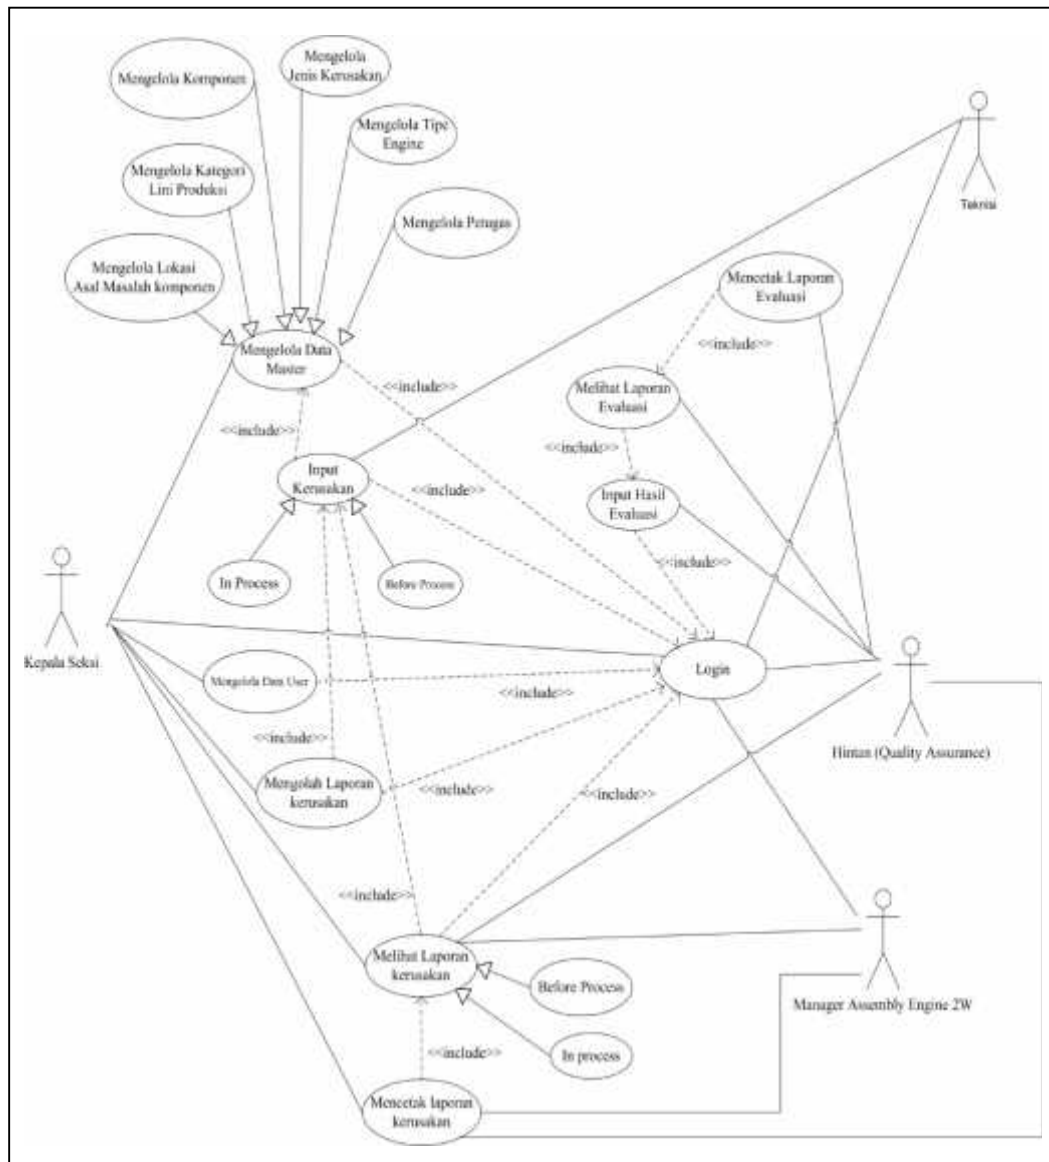 Mengelola
Jenis Kerusakan
Mengelola Komponen
Mengelola Tipe
Engine
Mengelola Kategori
Lini Produksi
Mengelola Petugas
Mengelola Lokasi
Asal Masalah komponen
Mengelola Data
Master
Teknisi
Mencetak Laporan
Evaluasi
<<include>>
Melihat Laporan
Evaluasi
<<include>>
<<include>>
<<include>>
Input
Kerusakan
<<include>>
Input Hasil
Evaluasi
<<include>>
In Process
Before Process
Kepala Seksi
Login
Mengelola Data User
<<include>>
<<include>>
Hintan (Quality Assurance)
Mengolah Laporan
kerusakan
<<include>>
<<include>>
<<include>>
Melihat Laporan
kerusakan
Before Process
Manager Assembly Engine 2W
<<include>>
In process
Mencetak laporan
kerusakan